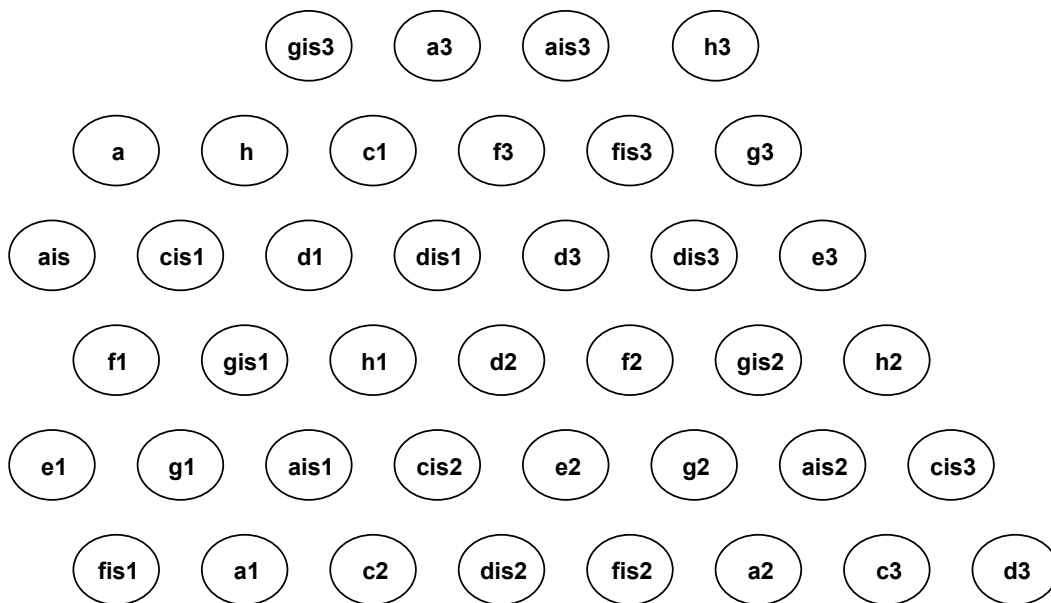 gis3 a3 ais3 h3
a h c1 f3 fis3 g3
ais cis1 d1 dis1 d3 dis3 e3
f1 gis1 h1 d2 f2 gis2 h2
e1 g1 ais1 cis2 e2 g2 ais2 cis3
fis1 a1 c2 dis2 fis2 a2 c3 d3